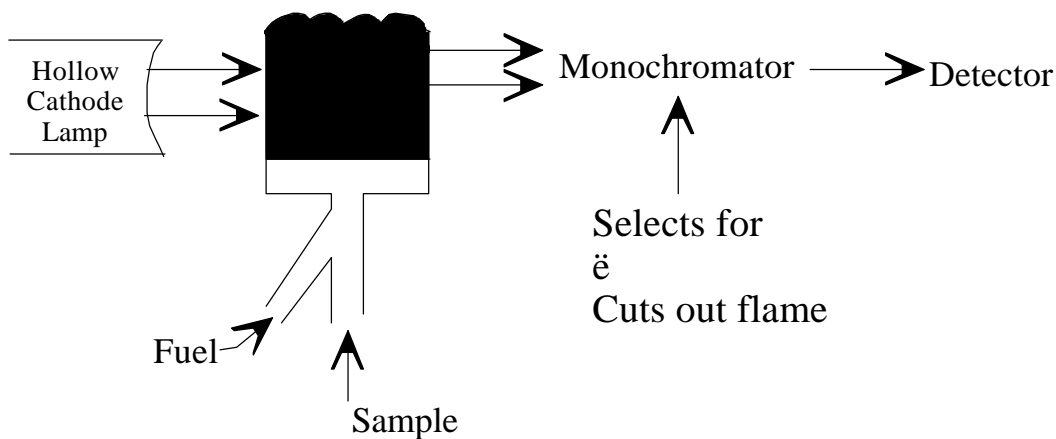 Hollow
Cathode
Lamp
Monochromator
Detector
Selects for
ë
Cuts out flame
Fuel
Sample